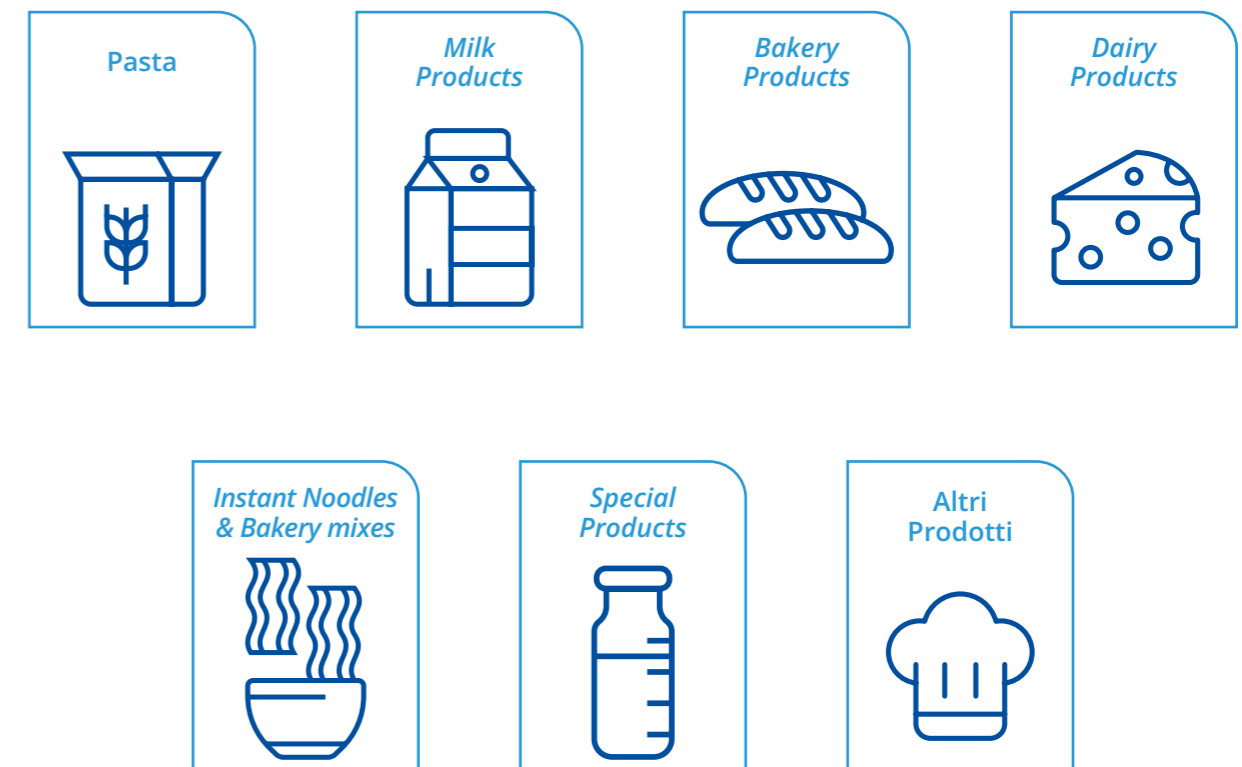 Pasta
Milk
Products
Bakery
Products
Dairy
Products
Instant Noodles
& Bakery mixes
Special
Products
Altri
Prodotti